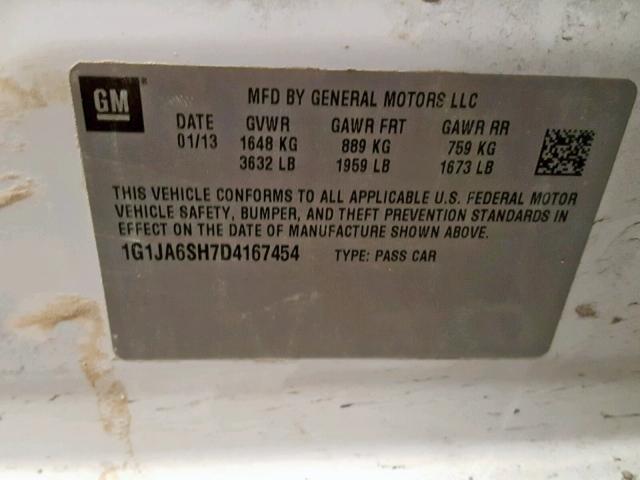 GM
MFD BY GENERAL MOTORS LLC
DATE GVWR GAWR FRT GAWR RR
01/13 1648 KG 889 KG 759 KG
3632 LB 1959 LB 1673 LB
THIS VEHICLE CONFORMS TO ALL APPLICABLE U.S. FEDERAL MOTOR
VEHICLE SAFETY, BUMPER, AND THEFT PREVENTION STANDARDS IN
EFFECT ON THE DATE OF MANUFACTURE SHOWN ABOVE.
1G1JA6SH7D4167454 TYPE: PASS CAR